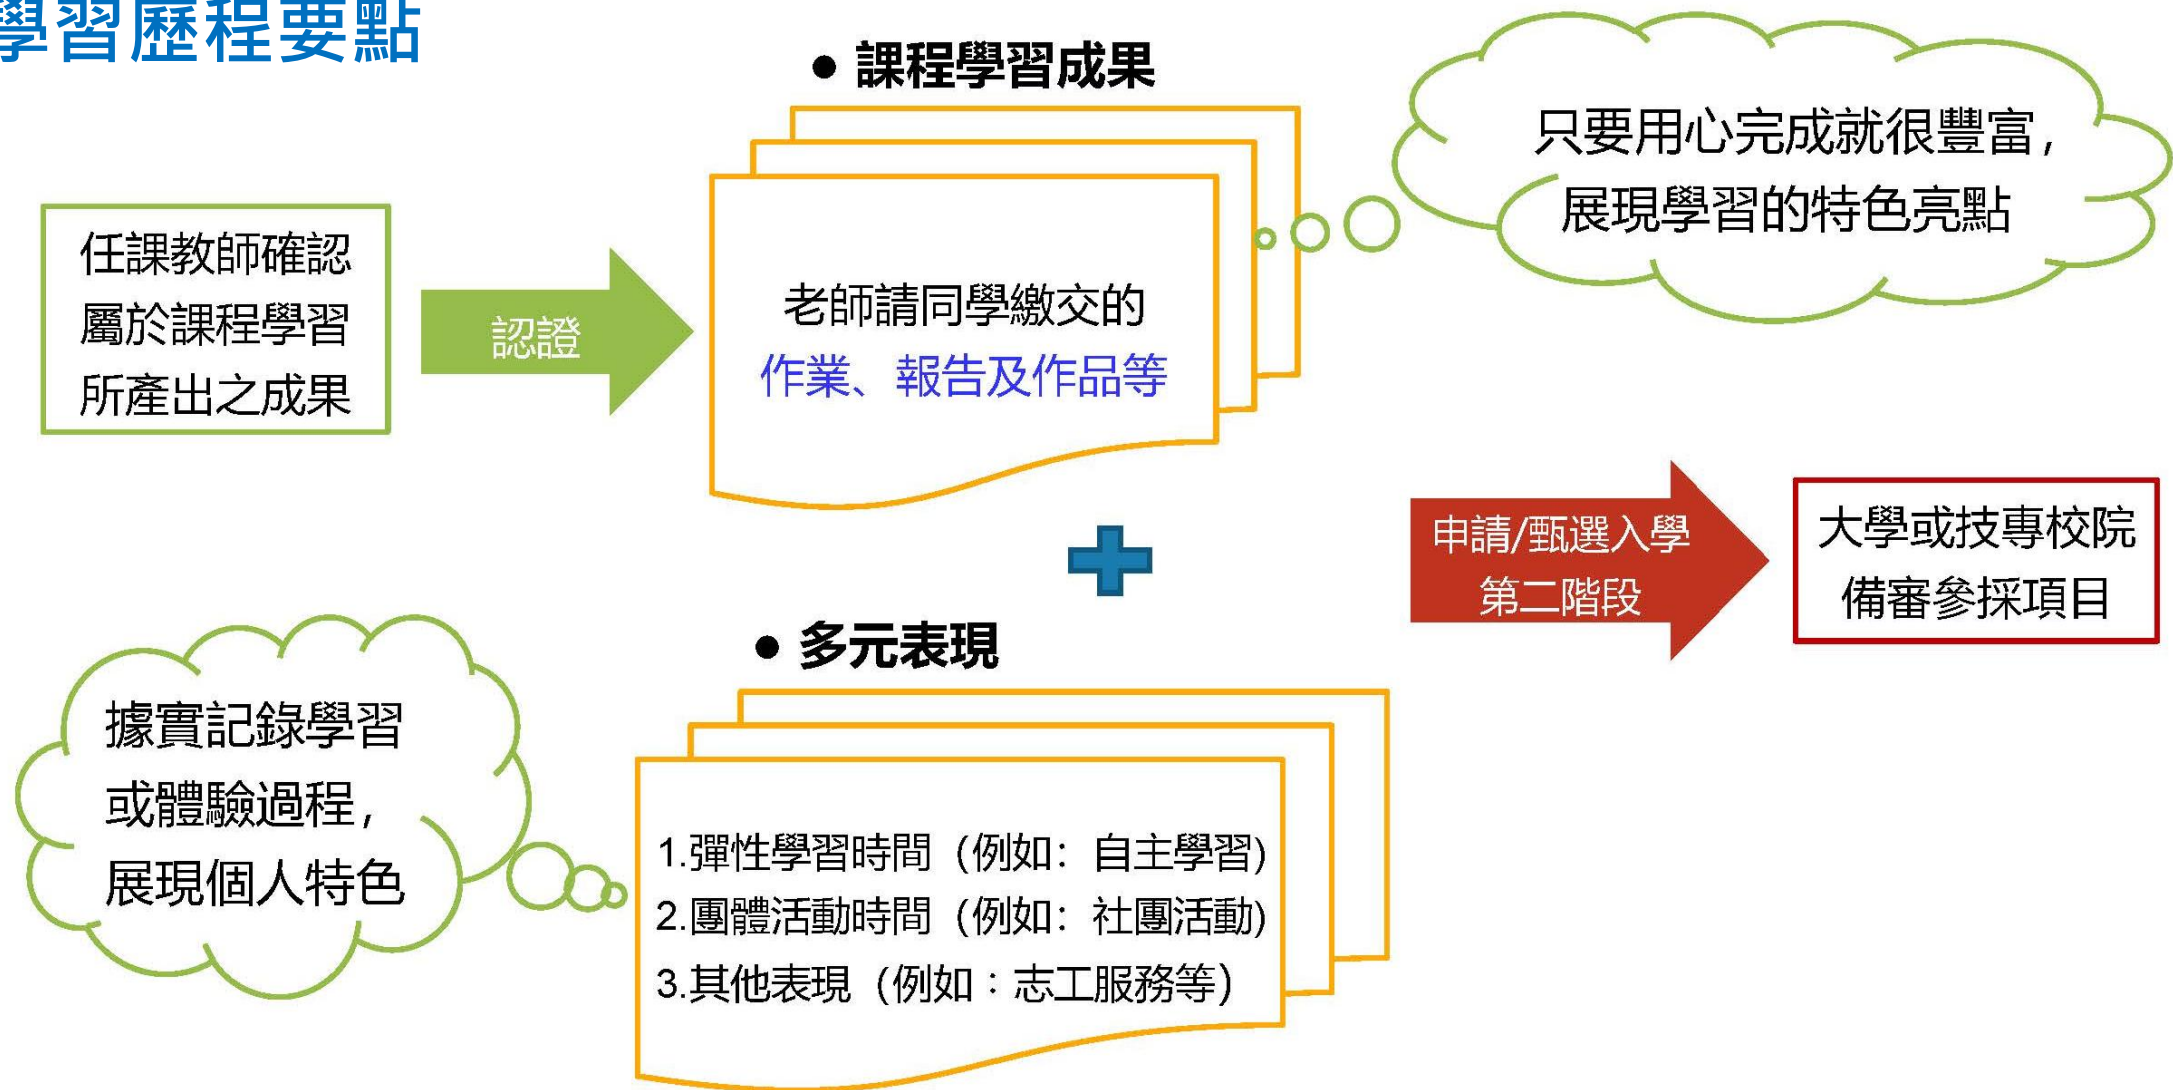 學習歷程要點
● 課程學習成果
只要用心完成就很豐富，
展現學習的特色亮點
任課教師確認
屬於課程學習
所產出之成果
認證
老師請同學繳交的
作業、報告及作品等
申請/甄選入學
第二階段
大學或技專校院
備審參採項目
● 多元表現
據實記錄學習
或體驗過程，
展現個人特色
1.彈性學習時間（例如：自主學習)
2.團體活動時間（例如：社團活動)
3.其他表現（例如：志工服務等）